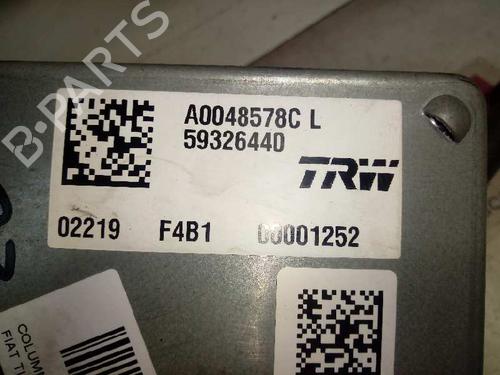 B-PARTS
A0048578C L
59326440
TRW
02219 F4B1 00001252
COLUM
FIAT TI